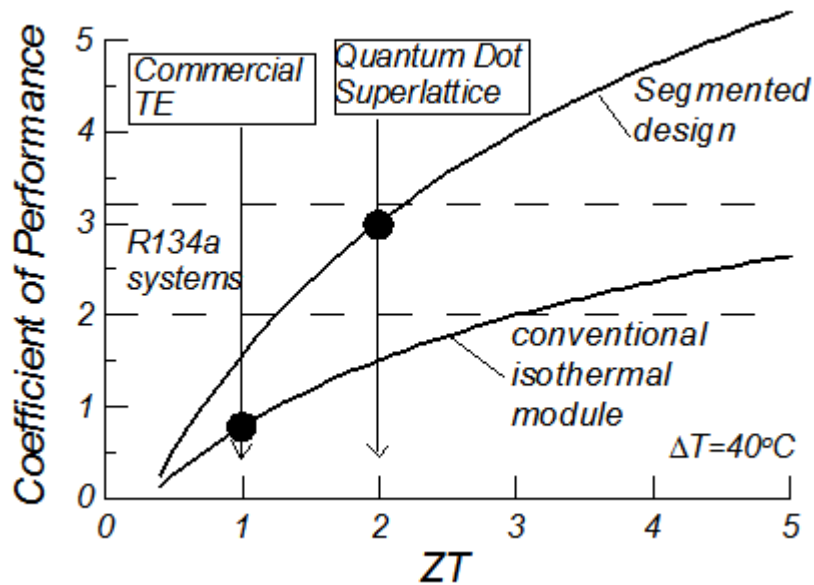 Commercial
TE
Quantum Dot
Superlattice
Segmented
design
R134a
systems
conventional
isothermal
module
ΔT=40°C
Coefficient of Performance
5
4
3
2
1
0
0 1 2 3 4 5
ZT